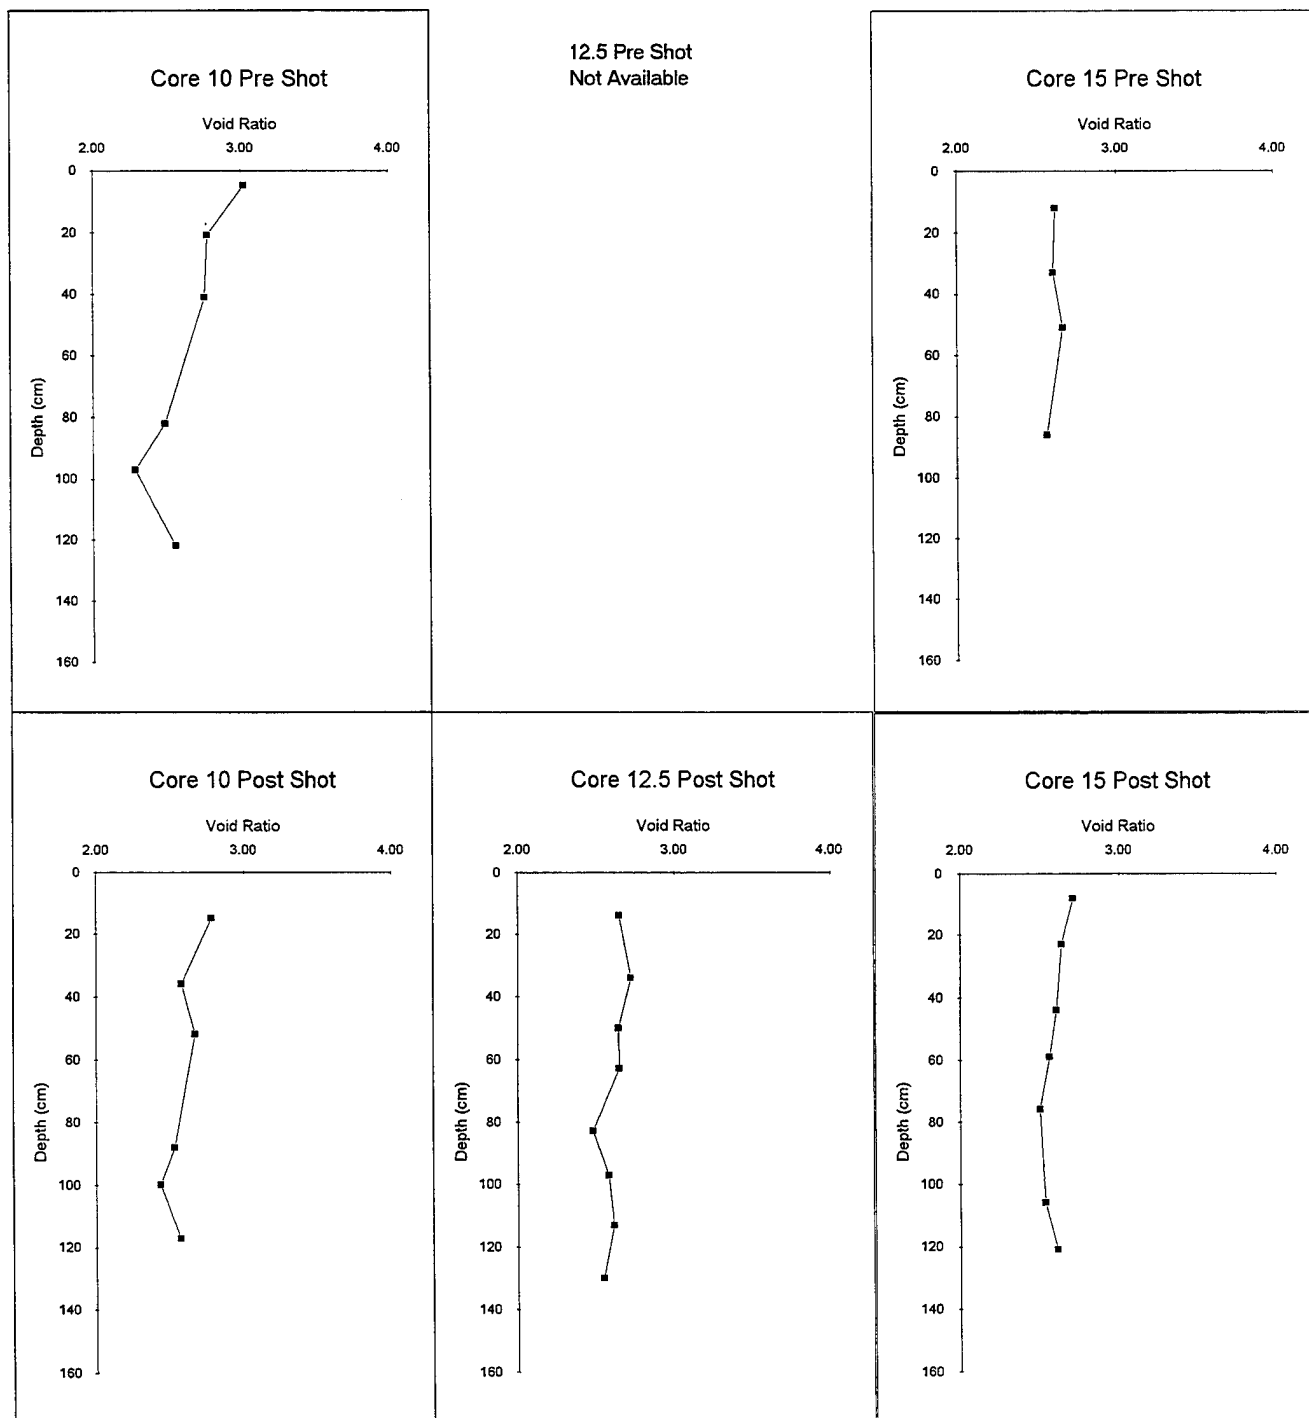 Core 10 Pre Shot
Void Ratio
2.00 3.00 4.00
0
20
40
60
80
100
120
140
160
Depth (cm)
12.5 Pre Shot
Not Available
Core 15 Pre Shot
Void Ratio
2.00 3.00 4.00
0
20
40
60
80
100
120
140
160
Depth (cm)
Core 10 Post Shot
Void Ratio
2.00 3.00 4.00
0
20
40
60
80
100
120
140
160
Depth (cm)
Core 12.5 Post Shot
Void Ratio
2.00 3.00 4.00
0
20
40
60
80
100
120
140
160
Depth (cm)
Core 15 Post Shot
Void Ratio
2.00 3.00 4.00
0
20
40
60
80
100
120
140
160
Depth (cm)